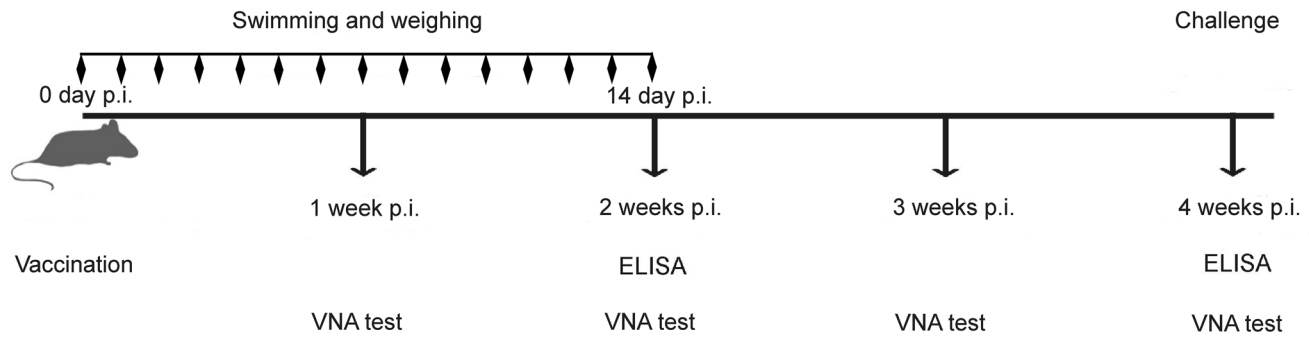 Swimming and weighing
Challenge
0 day p.i.
14 day p.i.
1 week p.i.
2 weeks p.i.
3 weeks p.i.
4 weeks p.i.
Vaccination
ELISA
ELISA
VNA test
VNA test
VNA test
VNA test